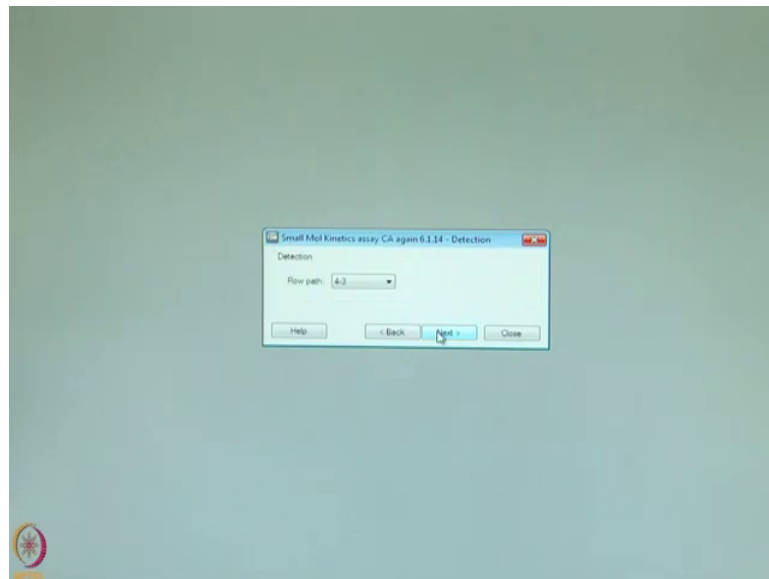 Small Mol Kinetics assay CA again 6.1.14 - Detection
Detection
Flow path: 4-3
Help
< Back
Next >
Close